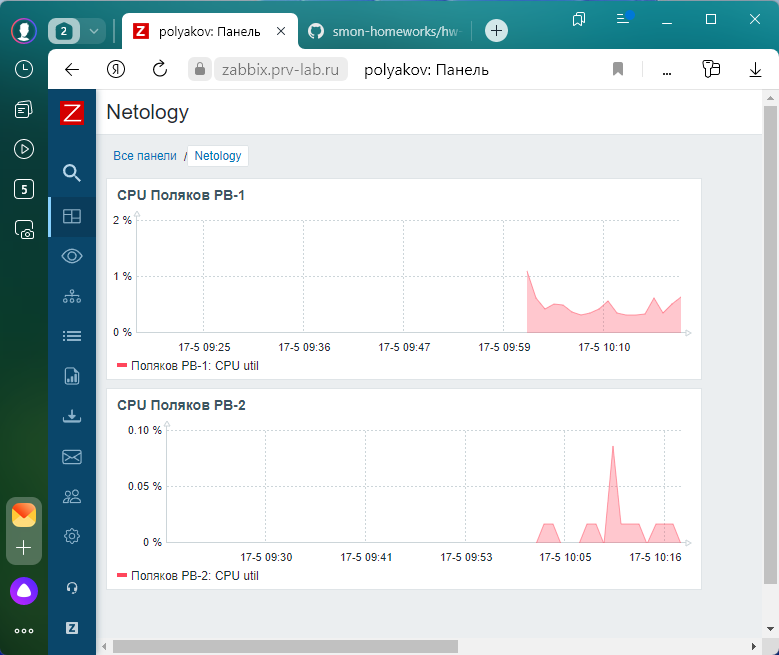 2
Z
polyakov: Панель
smon-homeworks/hw-
Я
zabbix.prv-lab.ru
polyakov: Панель
5
Z
Netology
Все панели / Netology
CPU Поляков РВ-1
2 %
1 %
0 %
17-5 09:25
17-5 09:36
17-5 09:47
17-5 09:59
17-5 10:10
Поляков РВ-1: CPU util
CPU Поляков РВ-2
0.10 %
0.05 %
0 %
17-5 09:30
17-5 09:41
17-5 09:53
17-5 10:05
17-5 10:16
Поляков РВ-2: CPU util
Z